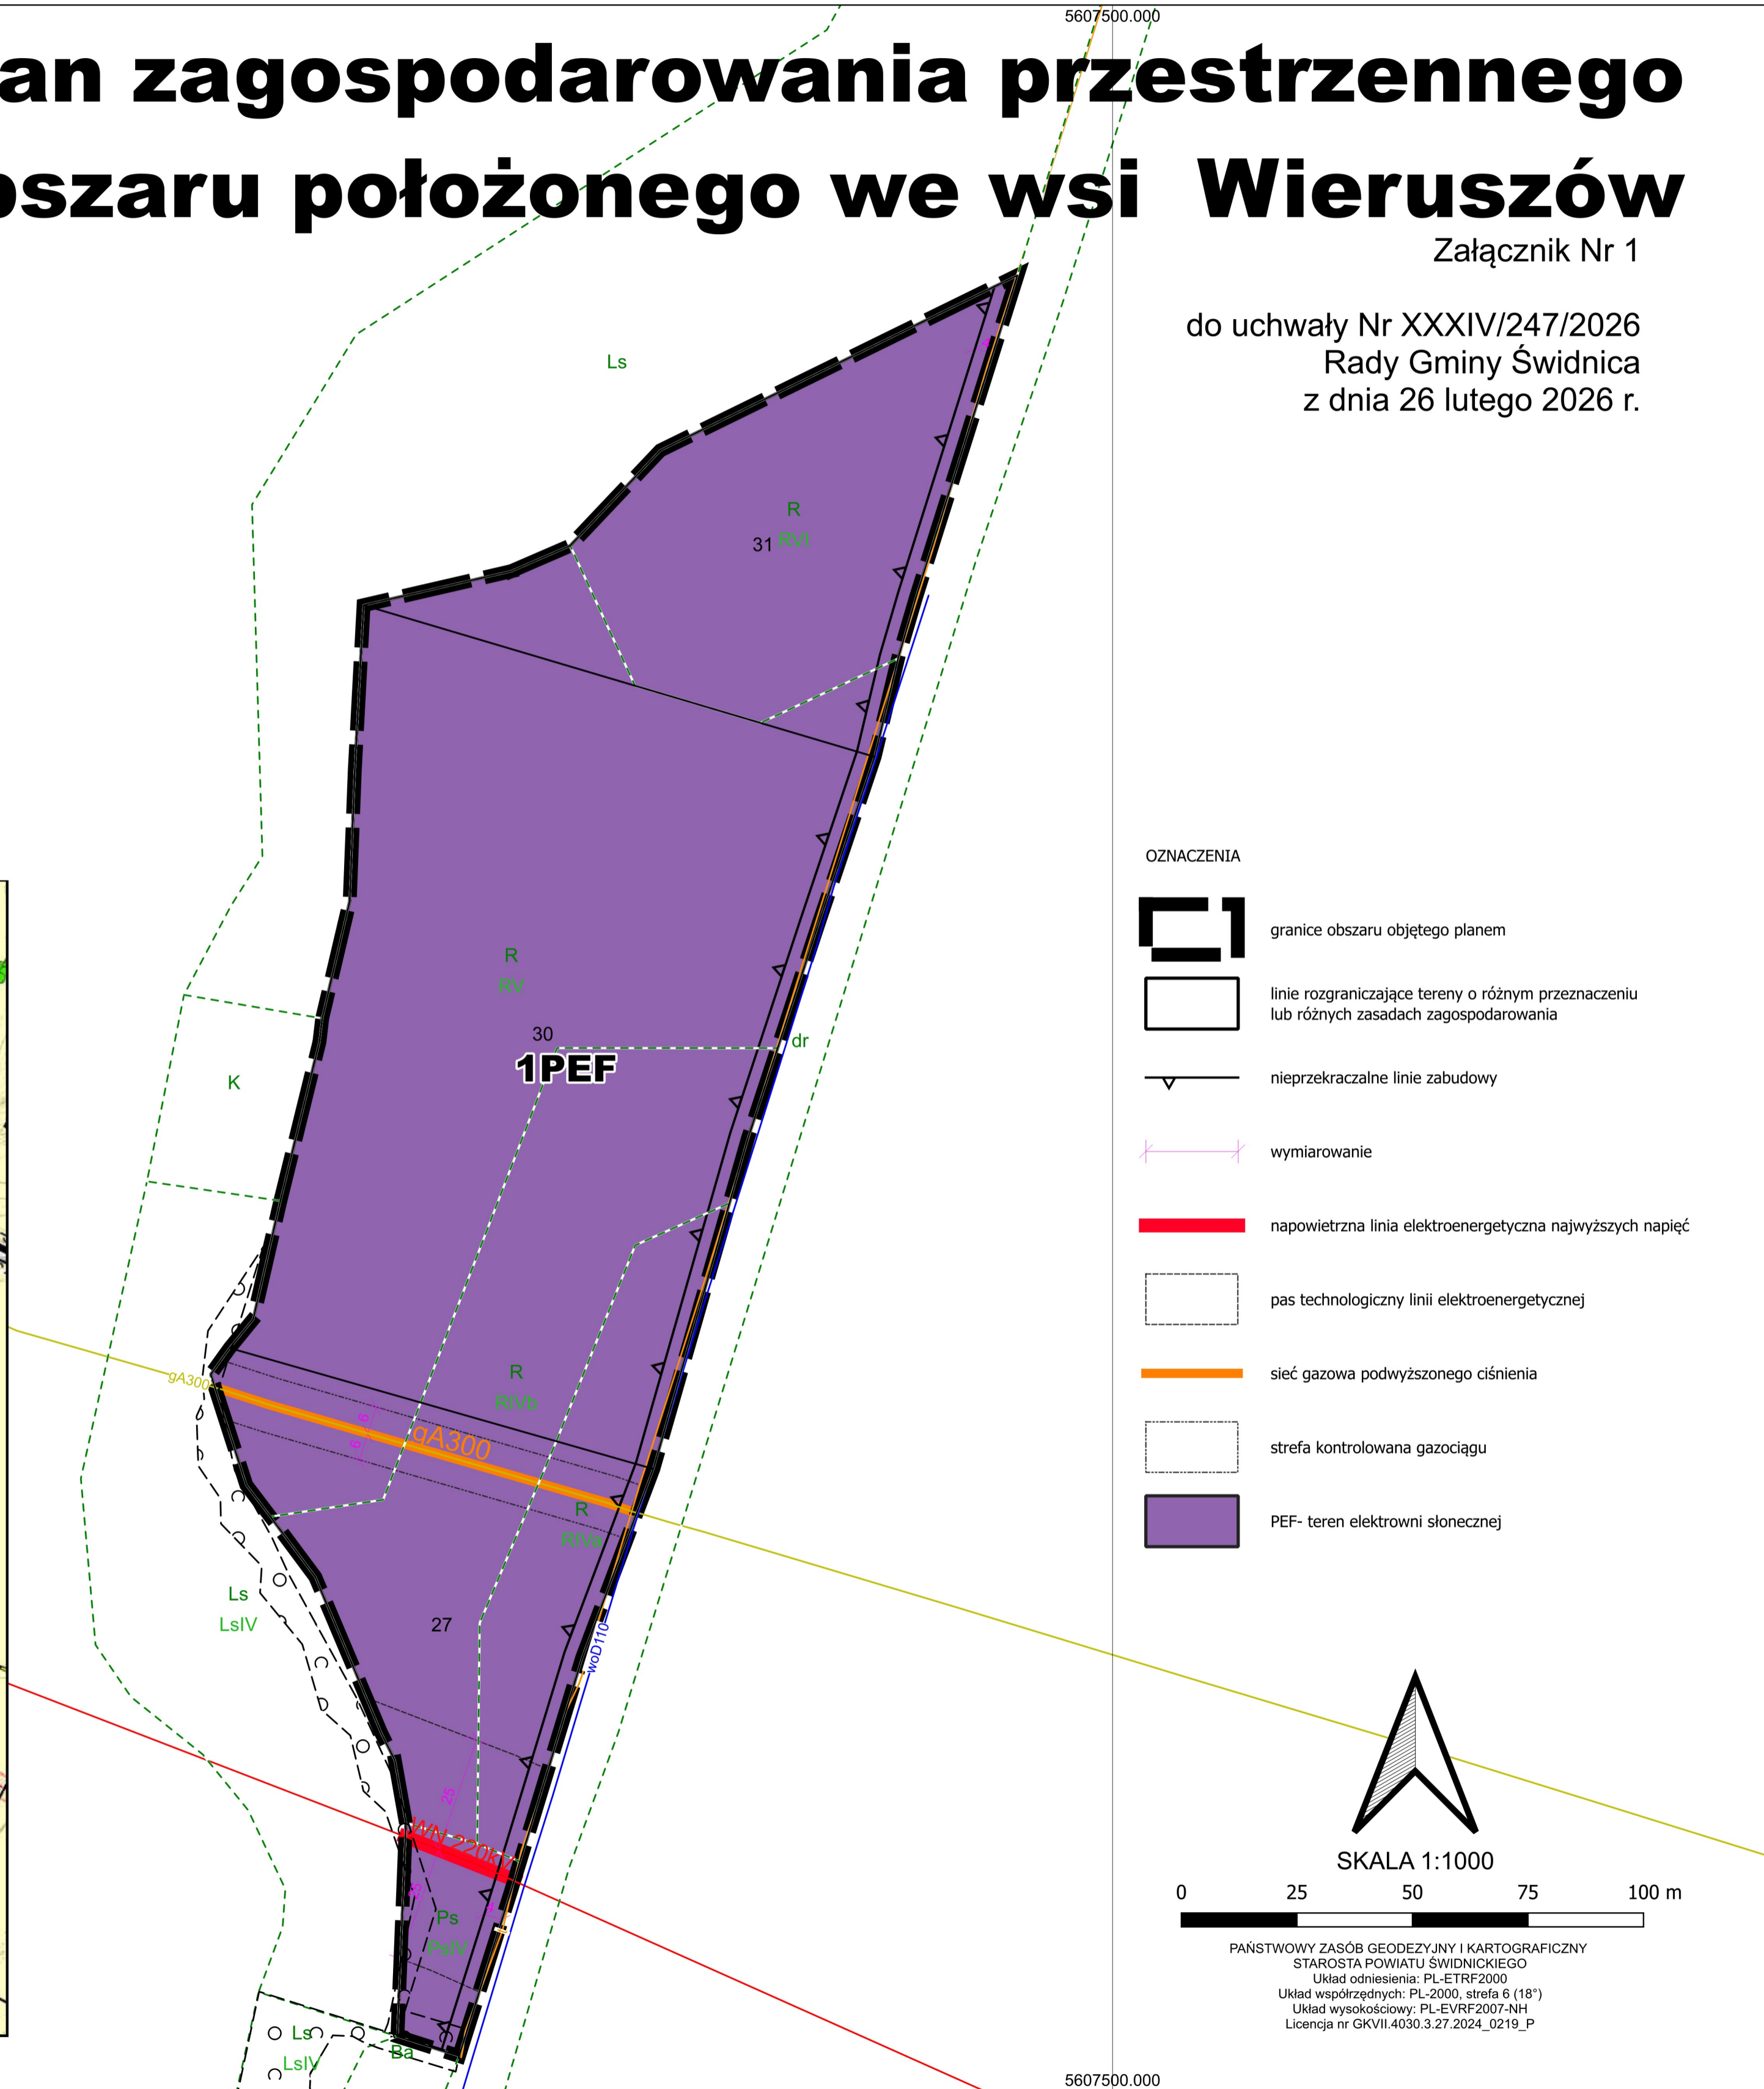 5607500.000
an zagospodarowania przestrzennego
bszaru położonego we wsi Wieruszów
Załącznik Nr 1
do uchwały Nr XXXIV/247/2026
Rady Gminy Świdnica
z dnia 26 lutego 2026 r.
Ls
R
31 RVI
R
RV
30
1PEF
dr
K
gA300
R
RIVb
6
6
gA300
R
RIVa
27
Ls
LsIV
woD110
25
WN 220kV
Ps
PsIV
Ls
LsIV
Ba
OZNACZENIA
granice obszaru objętego planem
linie rozgraniczające tereny o różnym przeznaczeniu
lub różnych zasadach zagospodarowania
nieprzekraczalne linie zabudowy
wymiarowanie
napowietrzna linia elektroenergetyczna najwyższych napięć
pas technologiczny linii elektroenergetycznej
sieć gazowa podwyższonego ciśnienia
strefa kontrolowana gazociągu
PEF- teren elektrowni słonecznej
SKALA 1:1000
0 25 50 75 100 m
PAŃSTWOWY ZASÓB GEODEZYJNY I KARTOGRAFICZNY
STAROSTA POWIATU ŚWIDNICKIEGO
Układ odniesienia: PL-ETRF2000
Układ współrzędnych: PL-2000, strefa 6 (18°)
Układ wysokościowy: PL-EVRF2007-NH
Licencja nr GKVII.4030.3.27.2024_0219_P
5607500.000